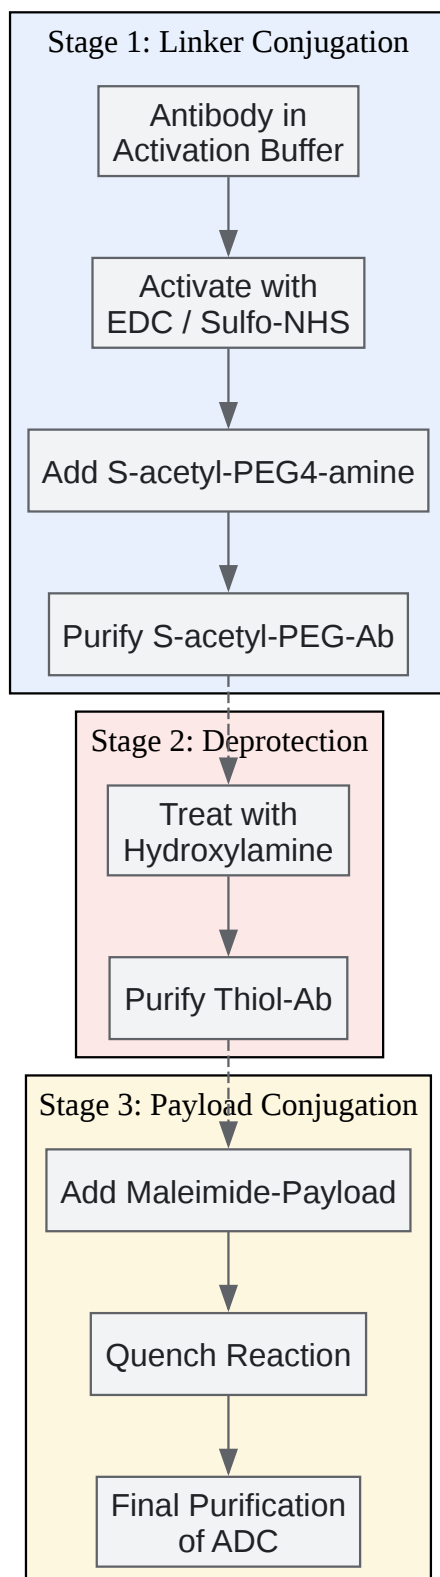 Stage 1: Linker Conjugation
Antibody in
Activation Buffer
Activate with
EDC / Sulfo-NHS
Add S-acetyl-PEG4-amine
Purify S-acetyl-PEG-Ab
Stage 2: Deprotection
Treat with
Hydroxylamine
Purify Thiol-Ab
Stage 3: Payload Conjugation
Add Maleimide-Payload
Quench Reaction
Final Purification
of ADC